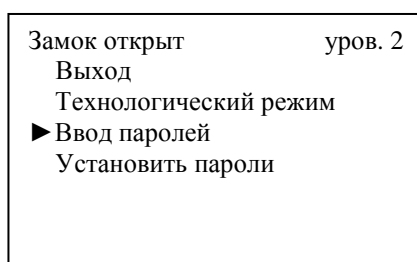 Замок открыт уров. 2
Выход
Технологический режим
►Ввод паролей
Установить пароли